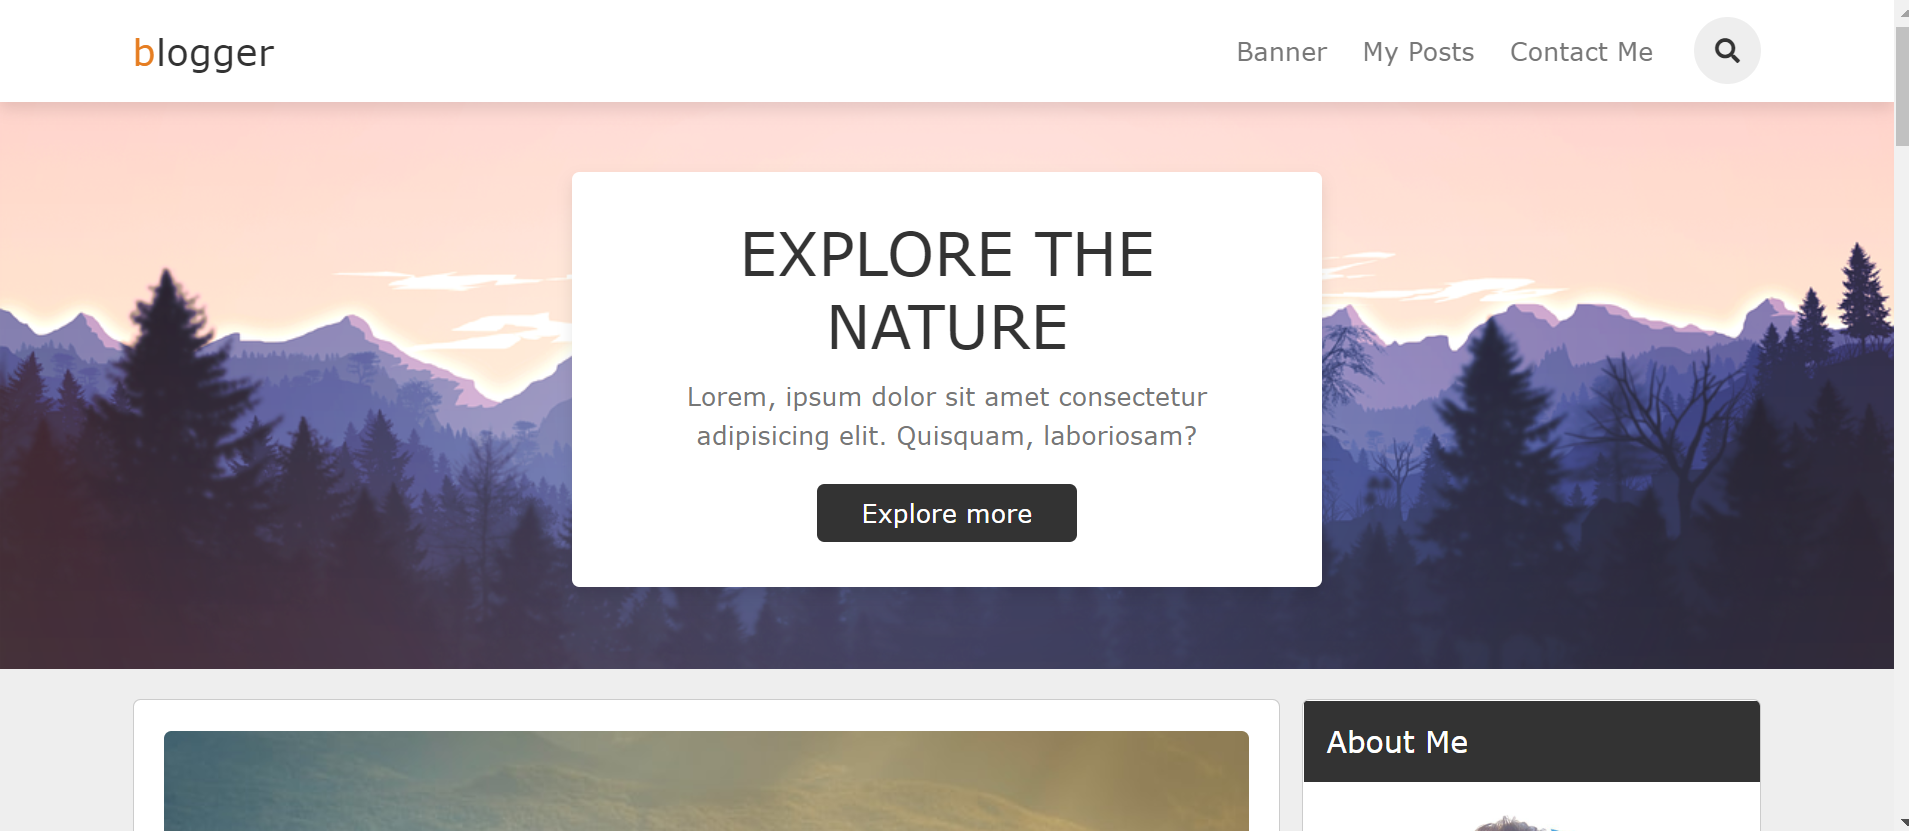 blogger
Banner My Posts Contact Me
EXPLORE THE
NATURE
Lorem, ipsum dolor sit amet consectetur
adipisicing elit. Quisquam, laboriosam?
Explore more
About Me